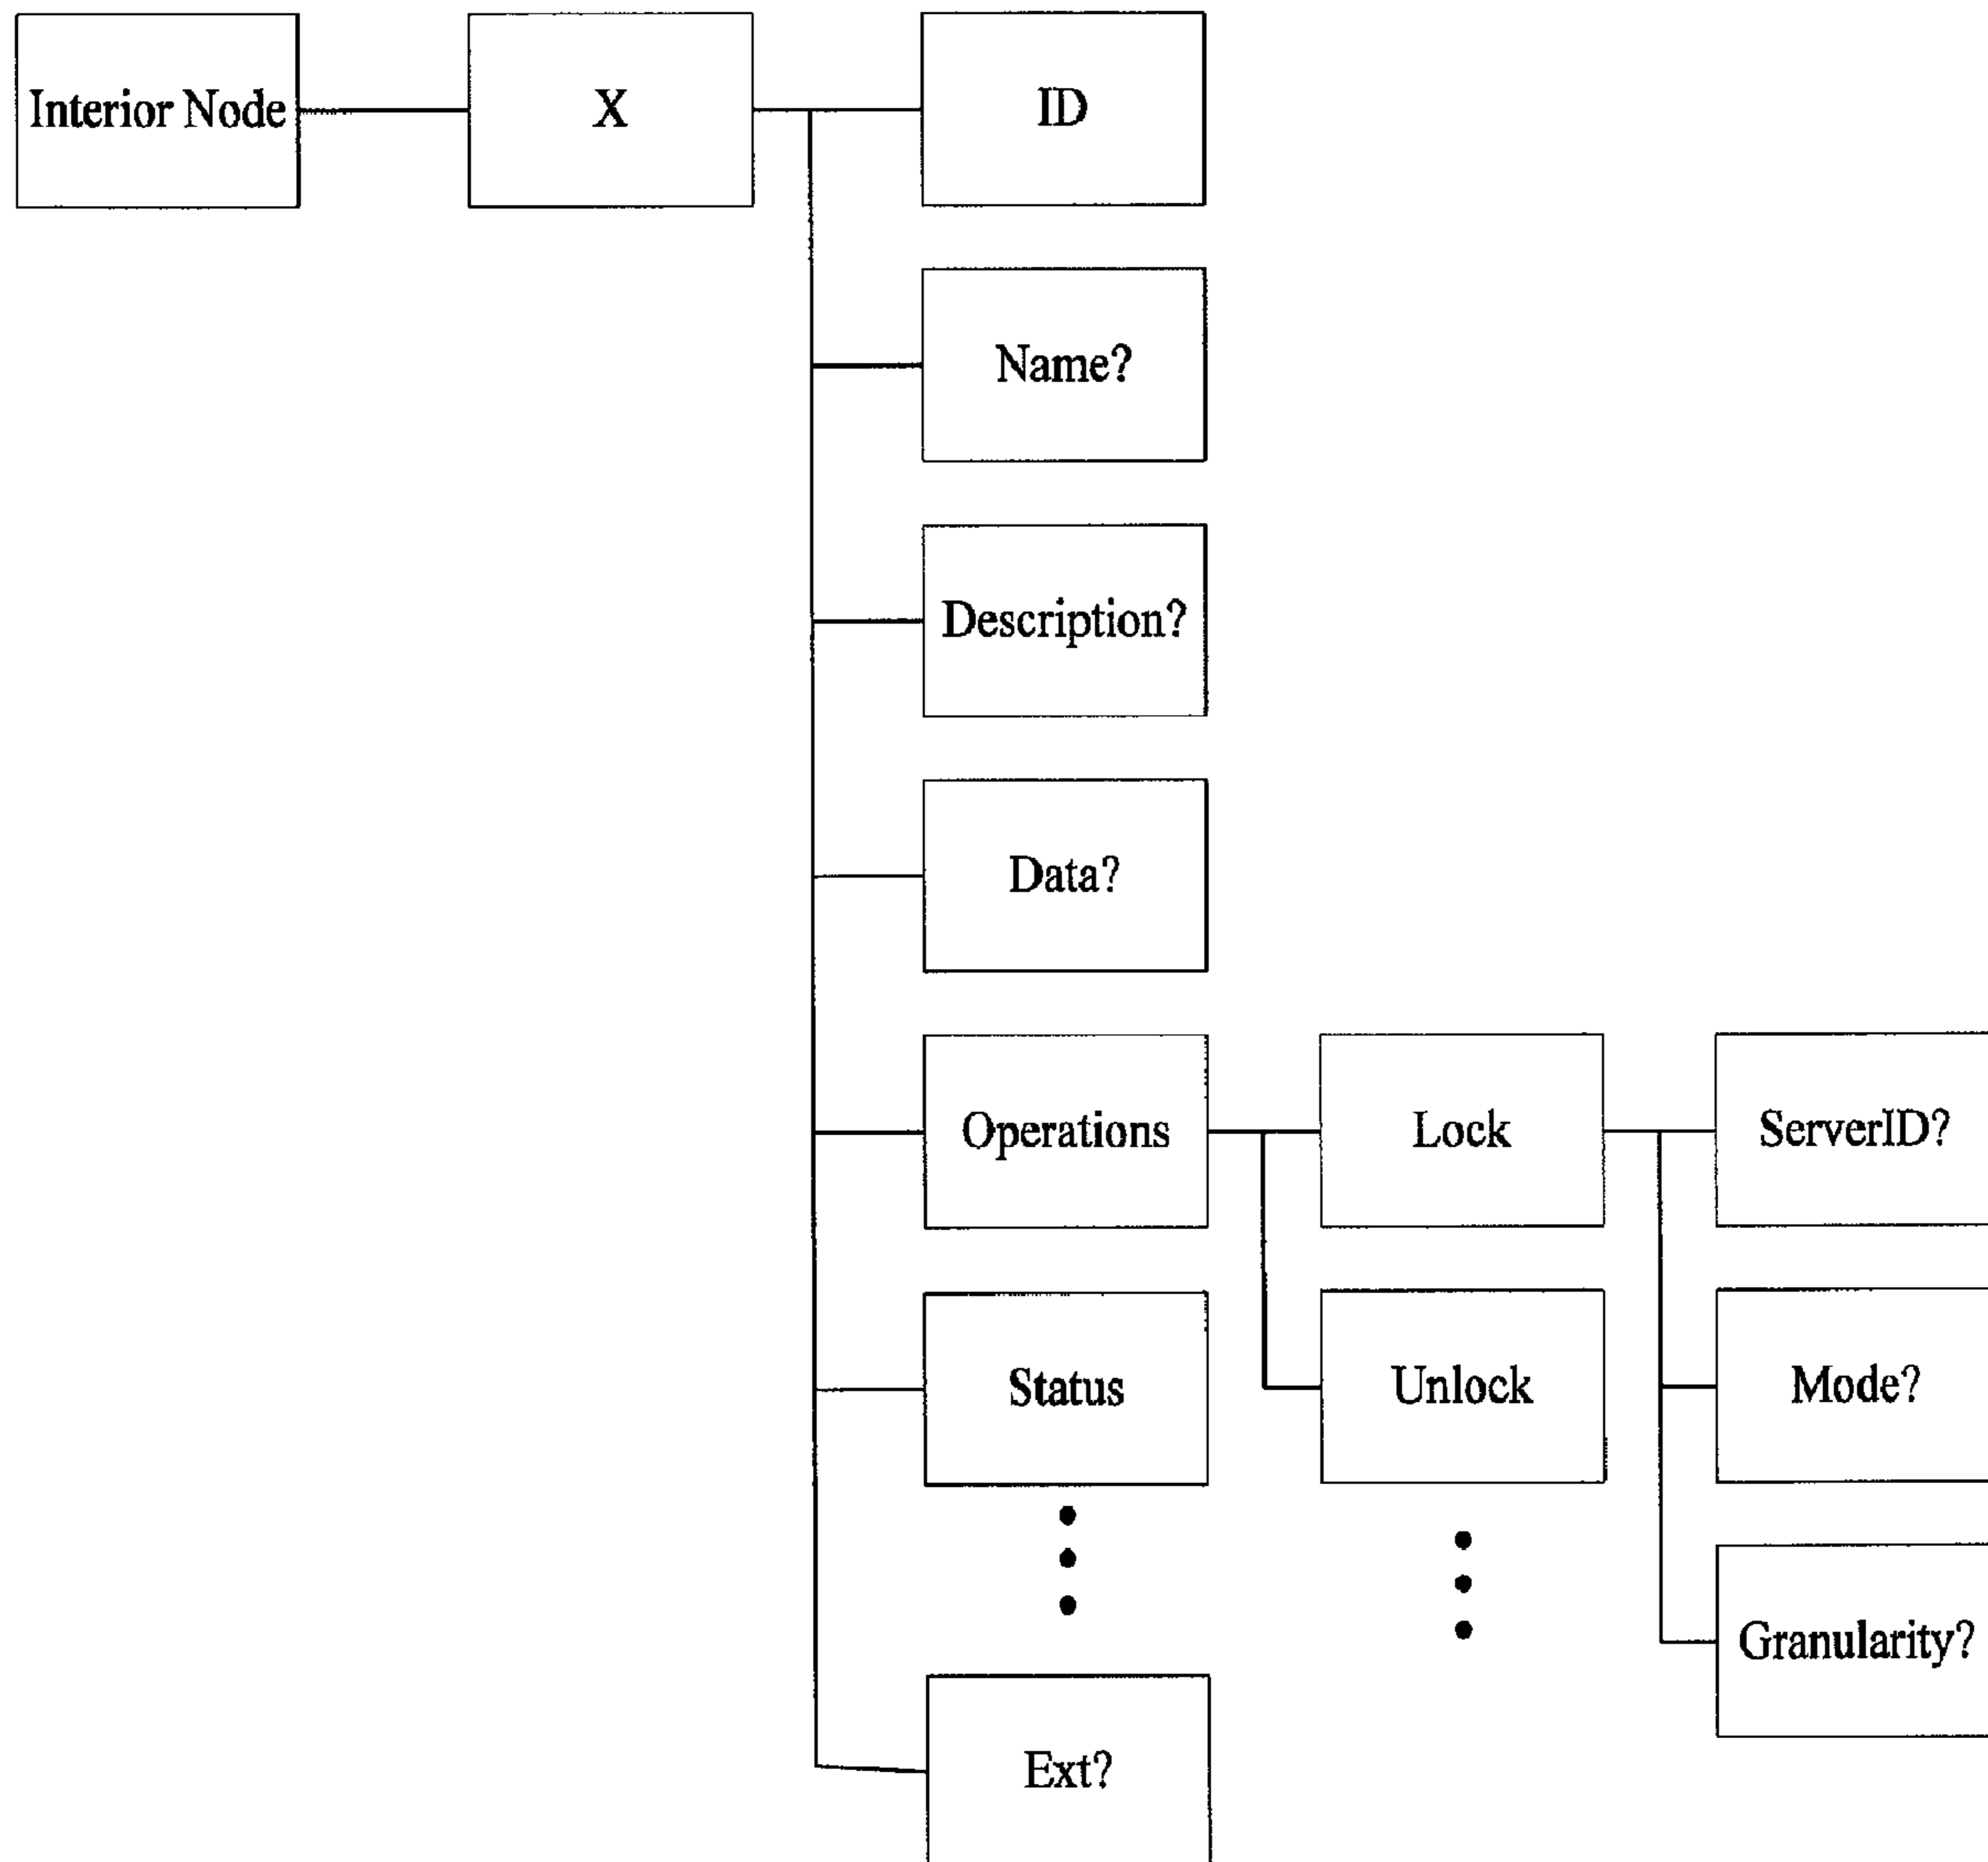 Interior Node
X
ID
Name?
Description?
Data?
Operations
Lock
ServerID?
Status
Unlock
Mode?
Granularity?
Ext?